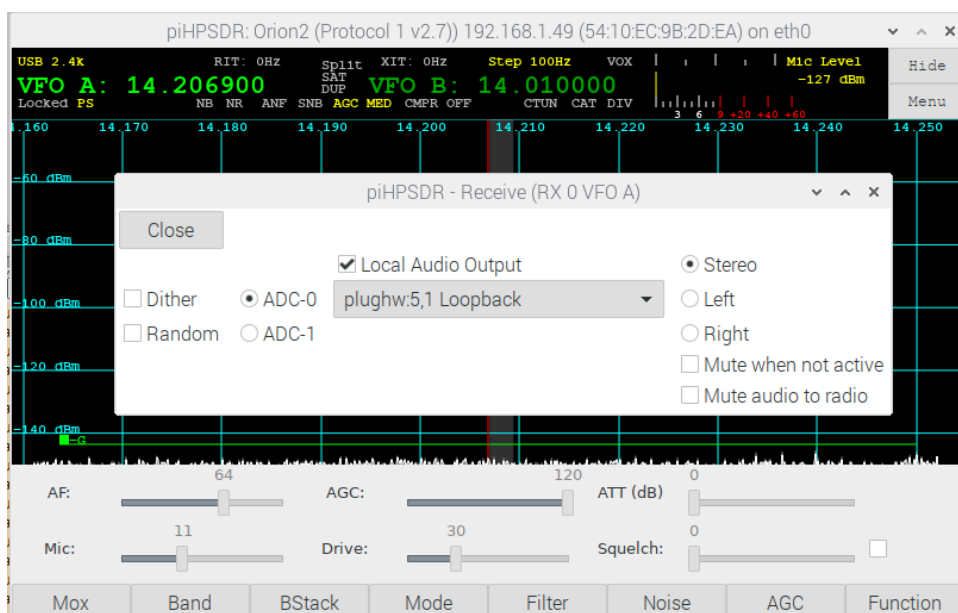 piHPSDR: Orion2 (Protocol 1 v2.7)) 192.168.1.49 (54:10:EC:9B:2D:EA) on eth0
USB 2.4k RIT: 0Hz Split XIT: 0Hz Step 100Hz VOX Mic Level
SAT
VFO A: 14.206900 DUP VFO B: 14.010000 -127 dBm
Locked PS NB NR ANF SNB AGC MED CMPR OFF CTUN CAT DIV
3 6 9 +20 +40 +60
Hide
Menu
14.170 14.180 14.190 14.200 14.210 14.220 14.230 14.240 14.250
-60 dBm
piHPSDR - Receive (RX 0 VFO A)
Close
-80 dBm
Local Audio Output Stereo
Dither ADC-0 plughw:5,1 Loopback Left
-100 dBm
Random ADC-1 Right
Mute when not active
-120 dBm
Mute audio to radio
-140 dBm
-G
64 120 0
AF: AGC: ATT (dB)
11 30 0
Mic: Drive: Squelch:
Mox Band BStack Mode Filter Noise AGC Function